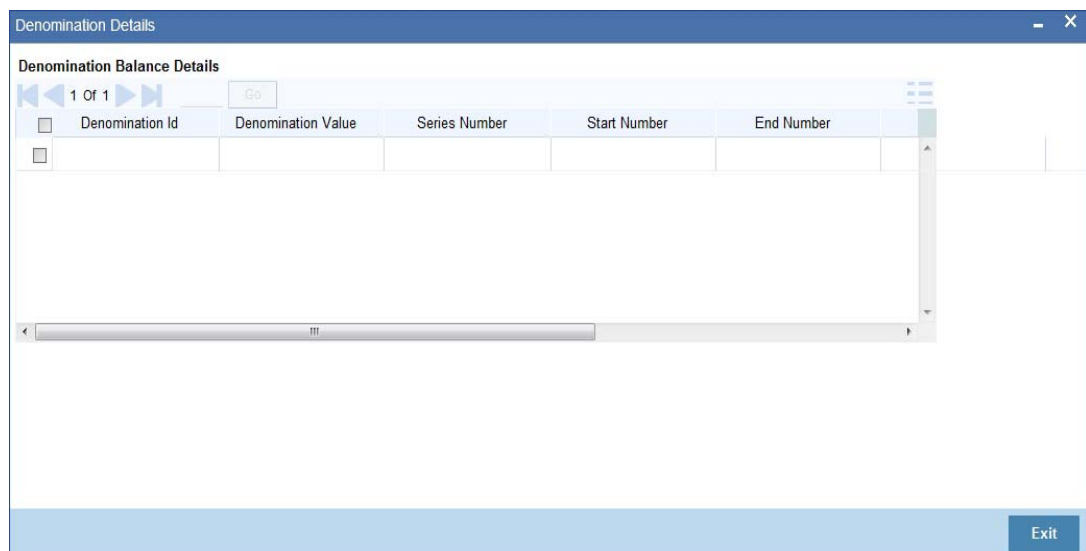 Denomination Details
Denomination Balance Details
1 Of 1 Go
Denomination Id Denomination Value Series Number Start Number End Number
Exit